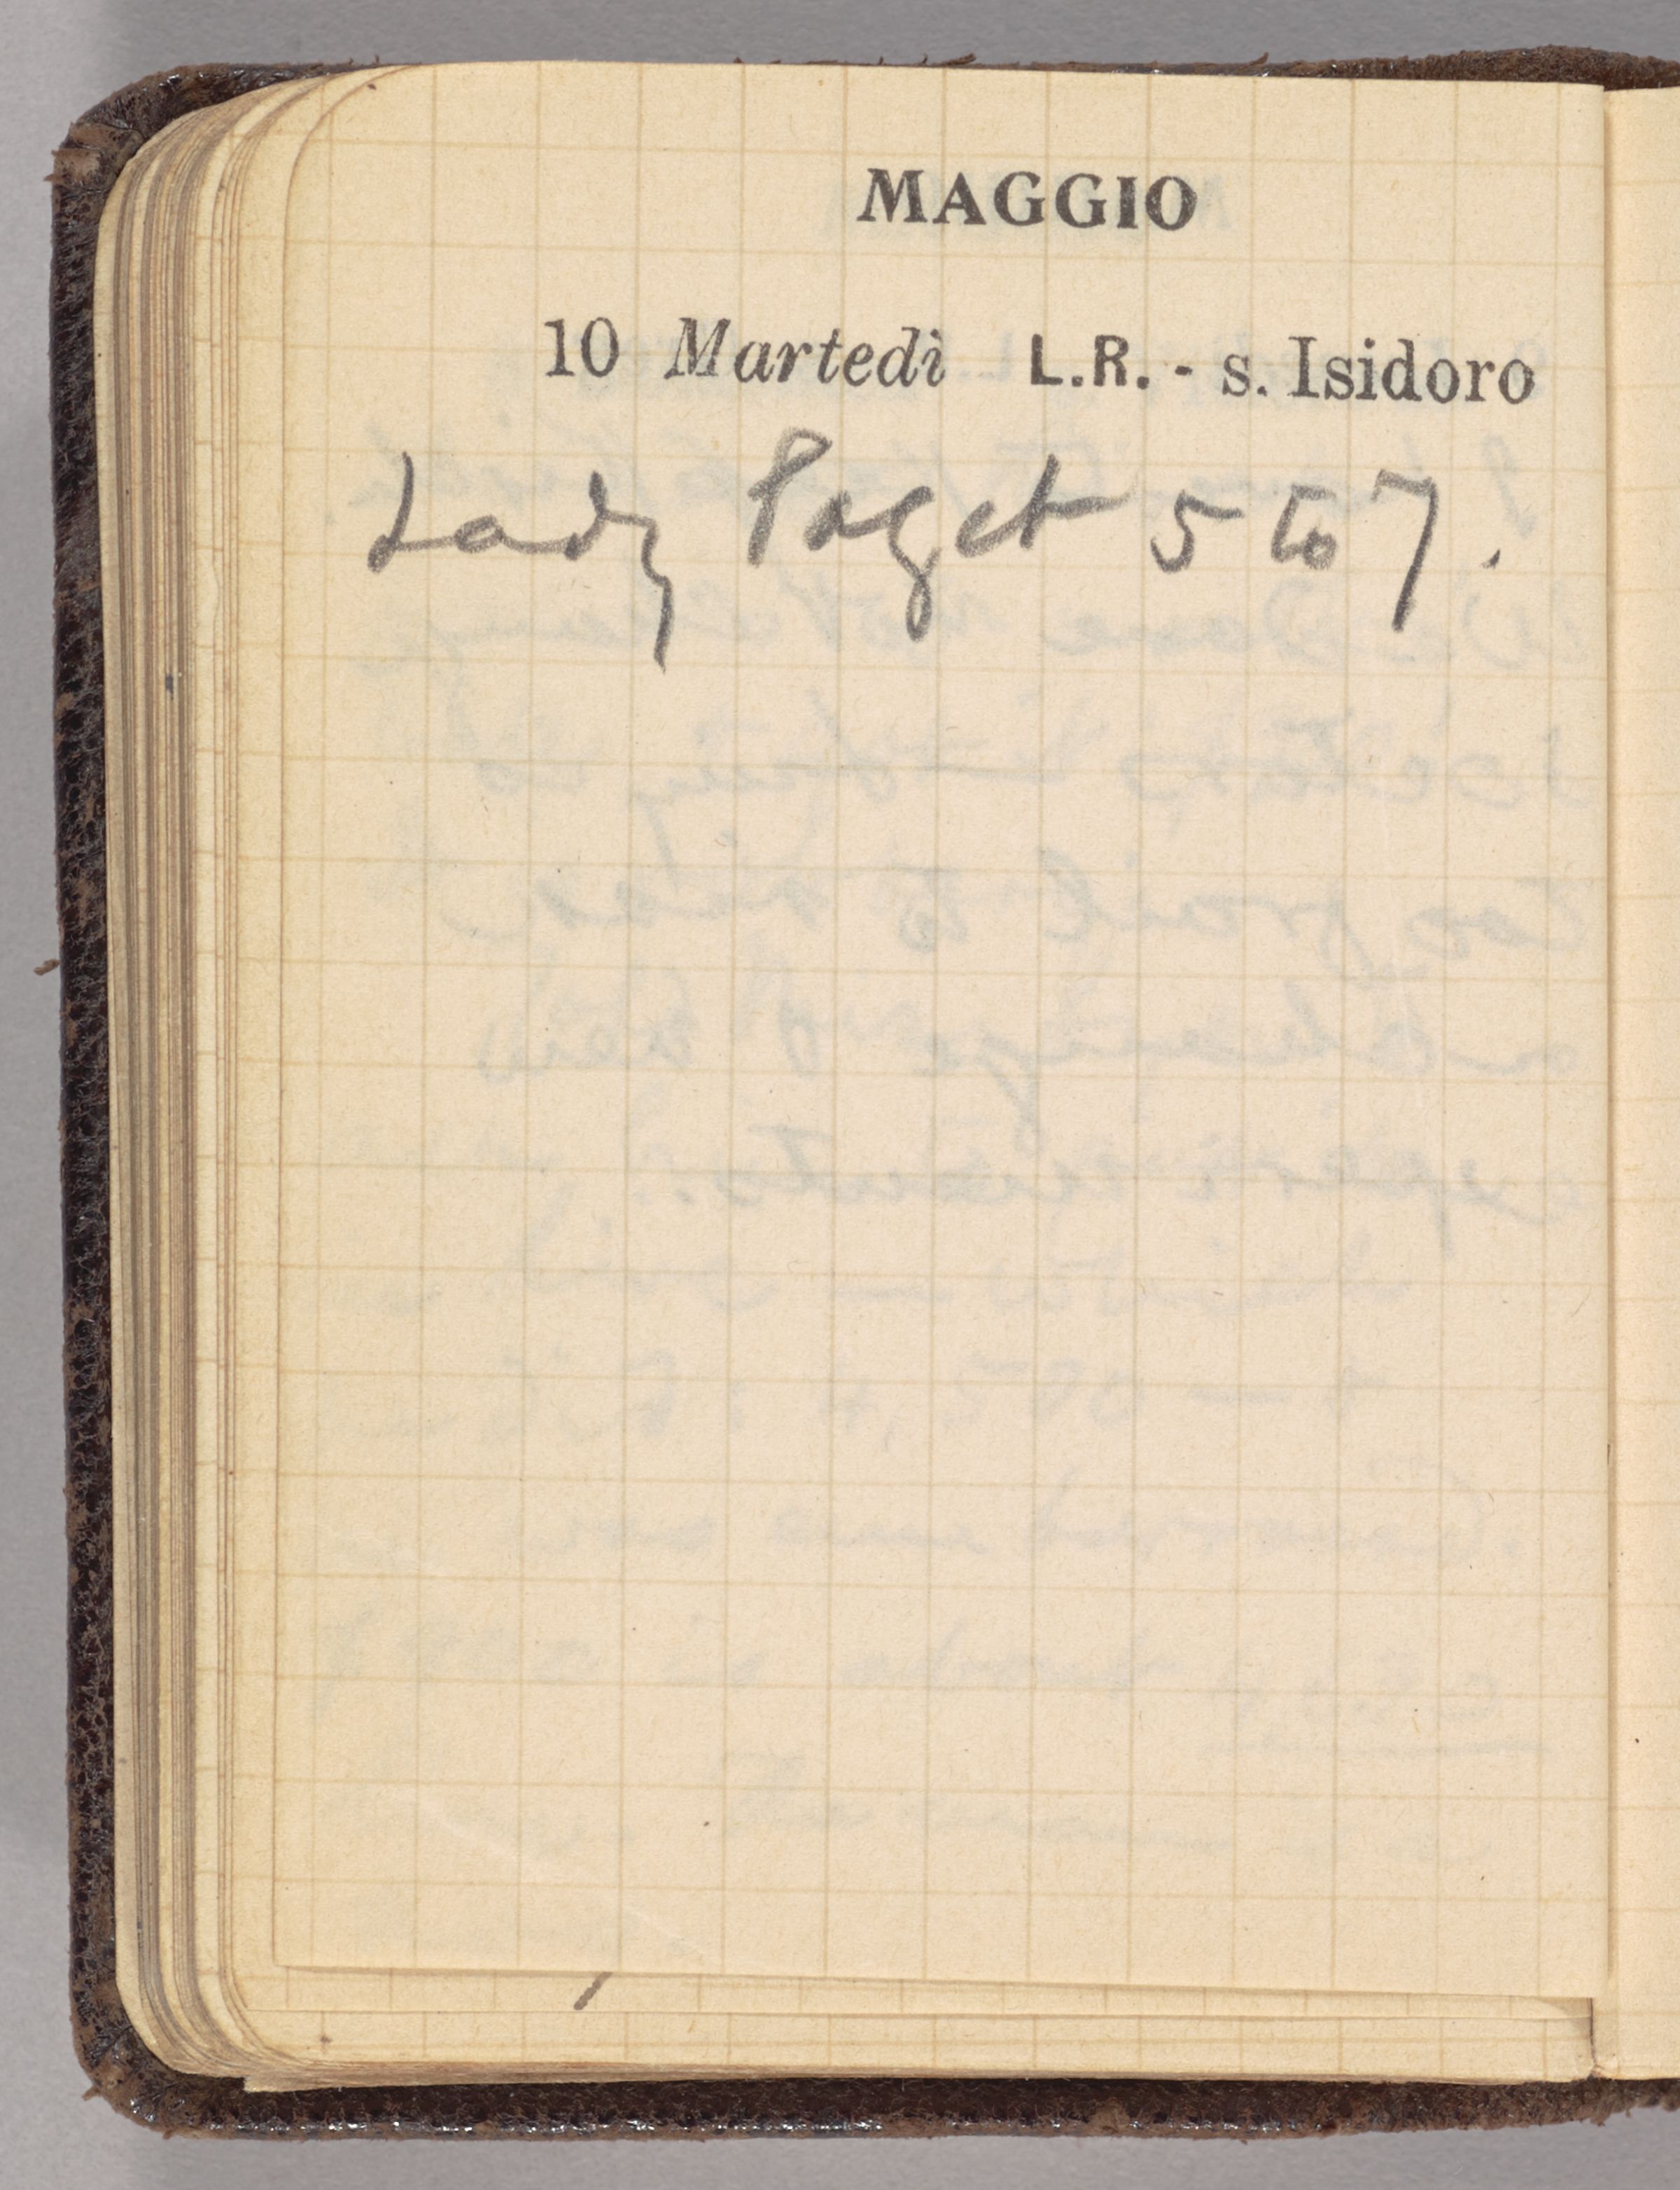 MAGGIO
10 Martedì L.R. - s. Isidoro
Lady Paget 5 to 7.